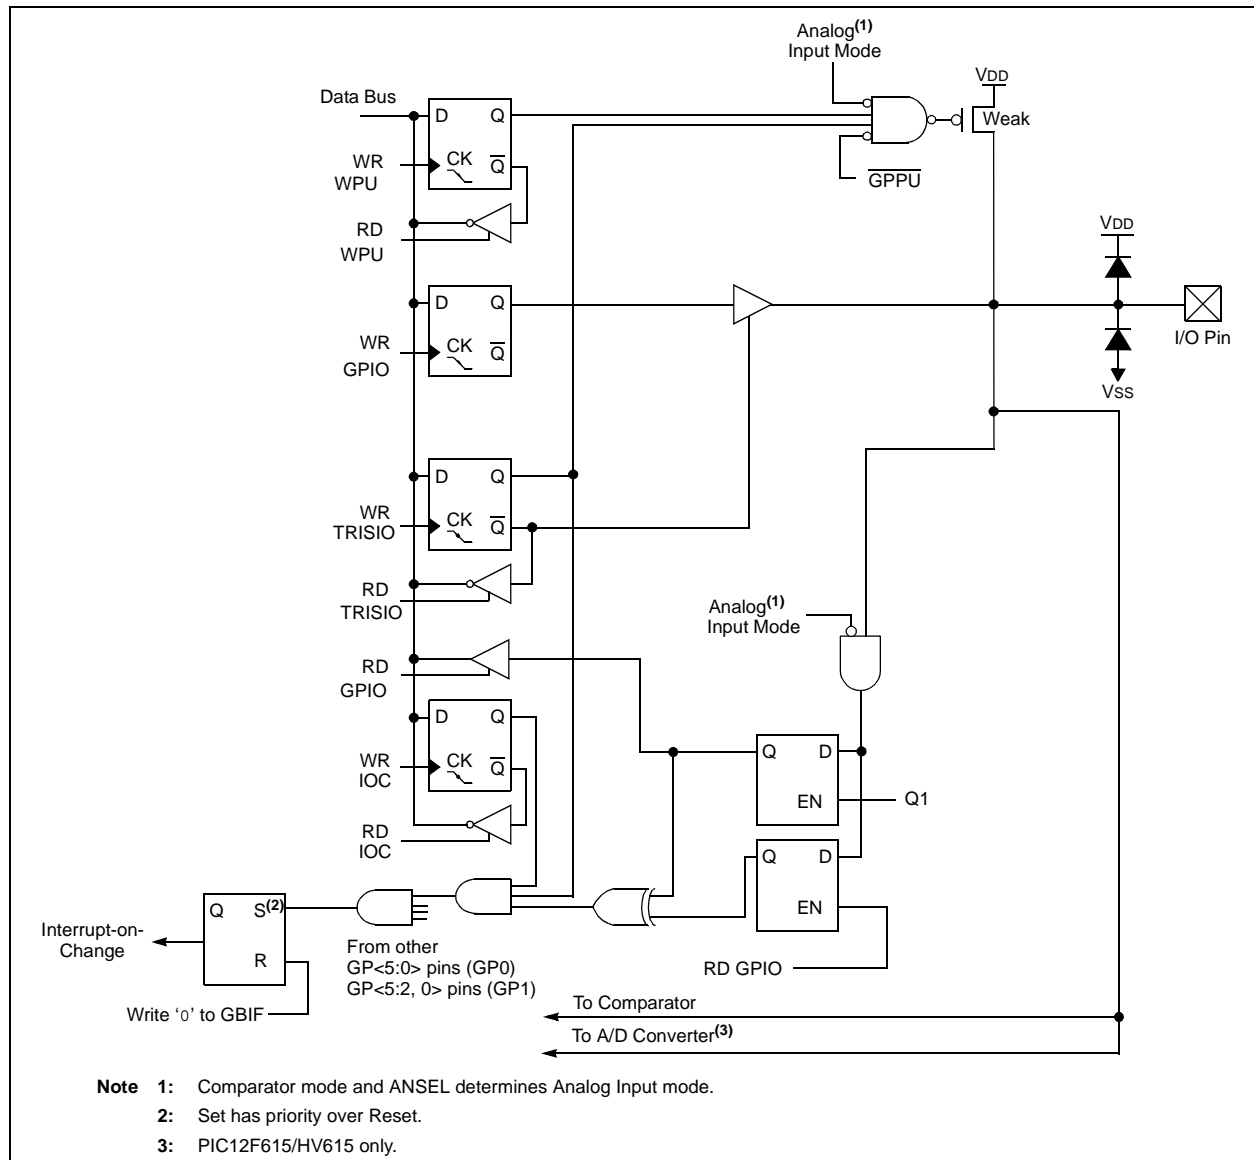 Analog(1)
Input Mode
VDD
Data Bus
D
Q
Weak
WR
WPU
CK
Q
GPPU
RD
WPU
VDD
D
Q
WR
GPIO
CK
Q
I/O Pin
VSS
D
Q
WR
TRISIO
CK
Q
RD
TRISIO
Analog(1)
Input Mode
RD
GPIO
D
Q
Q
D
WR
IOC
CK
Q
EN
Q1
RD
IOC
Q
D
EN
Q
S(2)
Interrupt-on-
Change
R
From other
GP<5:0> pins (GP0)
GP<5:2, 0> pins (GP1)
RD GPIO
Write ‘0’ to GBIF
To Comparator
To A/D Converter(3)
Note 1: Comparator mode and ANSEL determines Analog Input mode.
2: Set has priority over Reset.
3: PIC12F615/HV615 only.